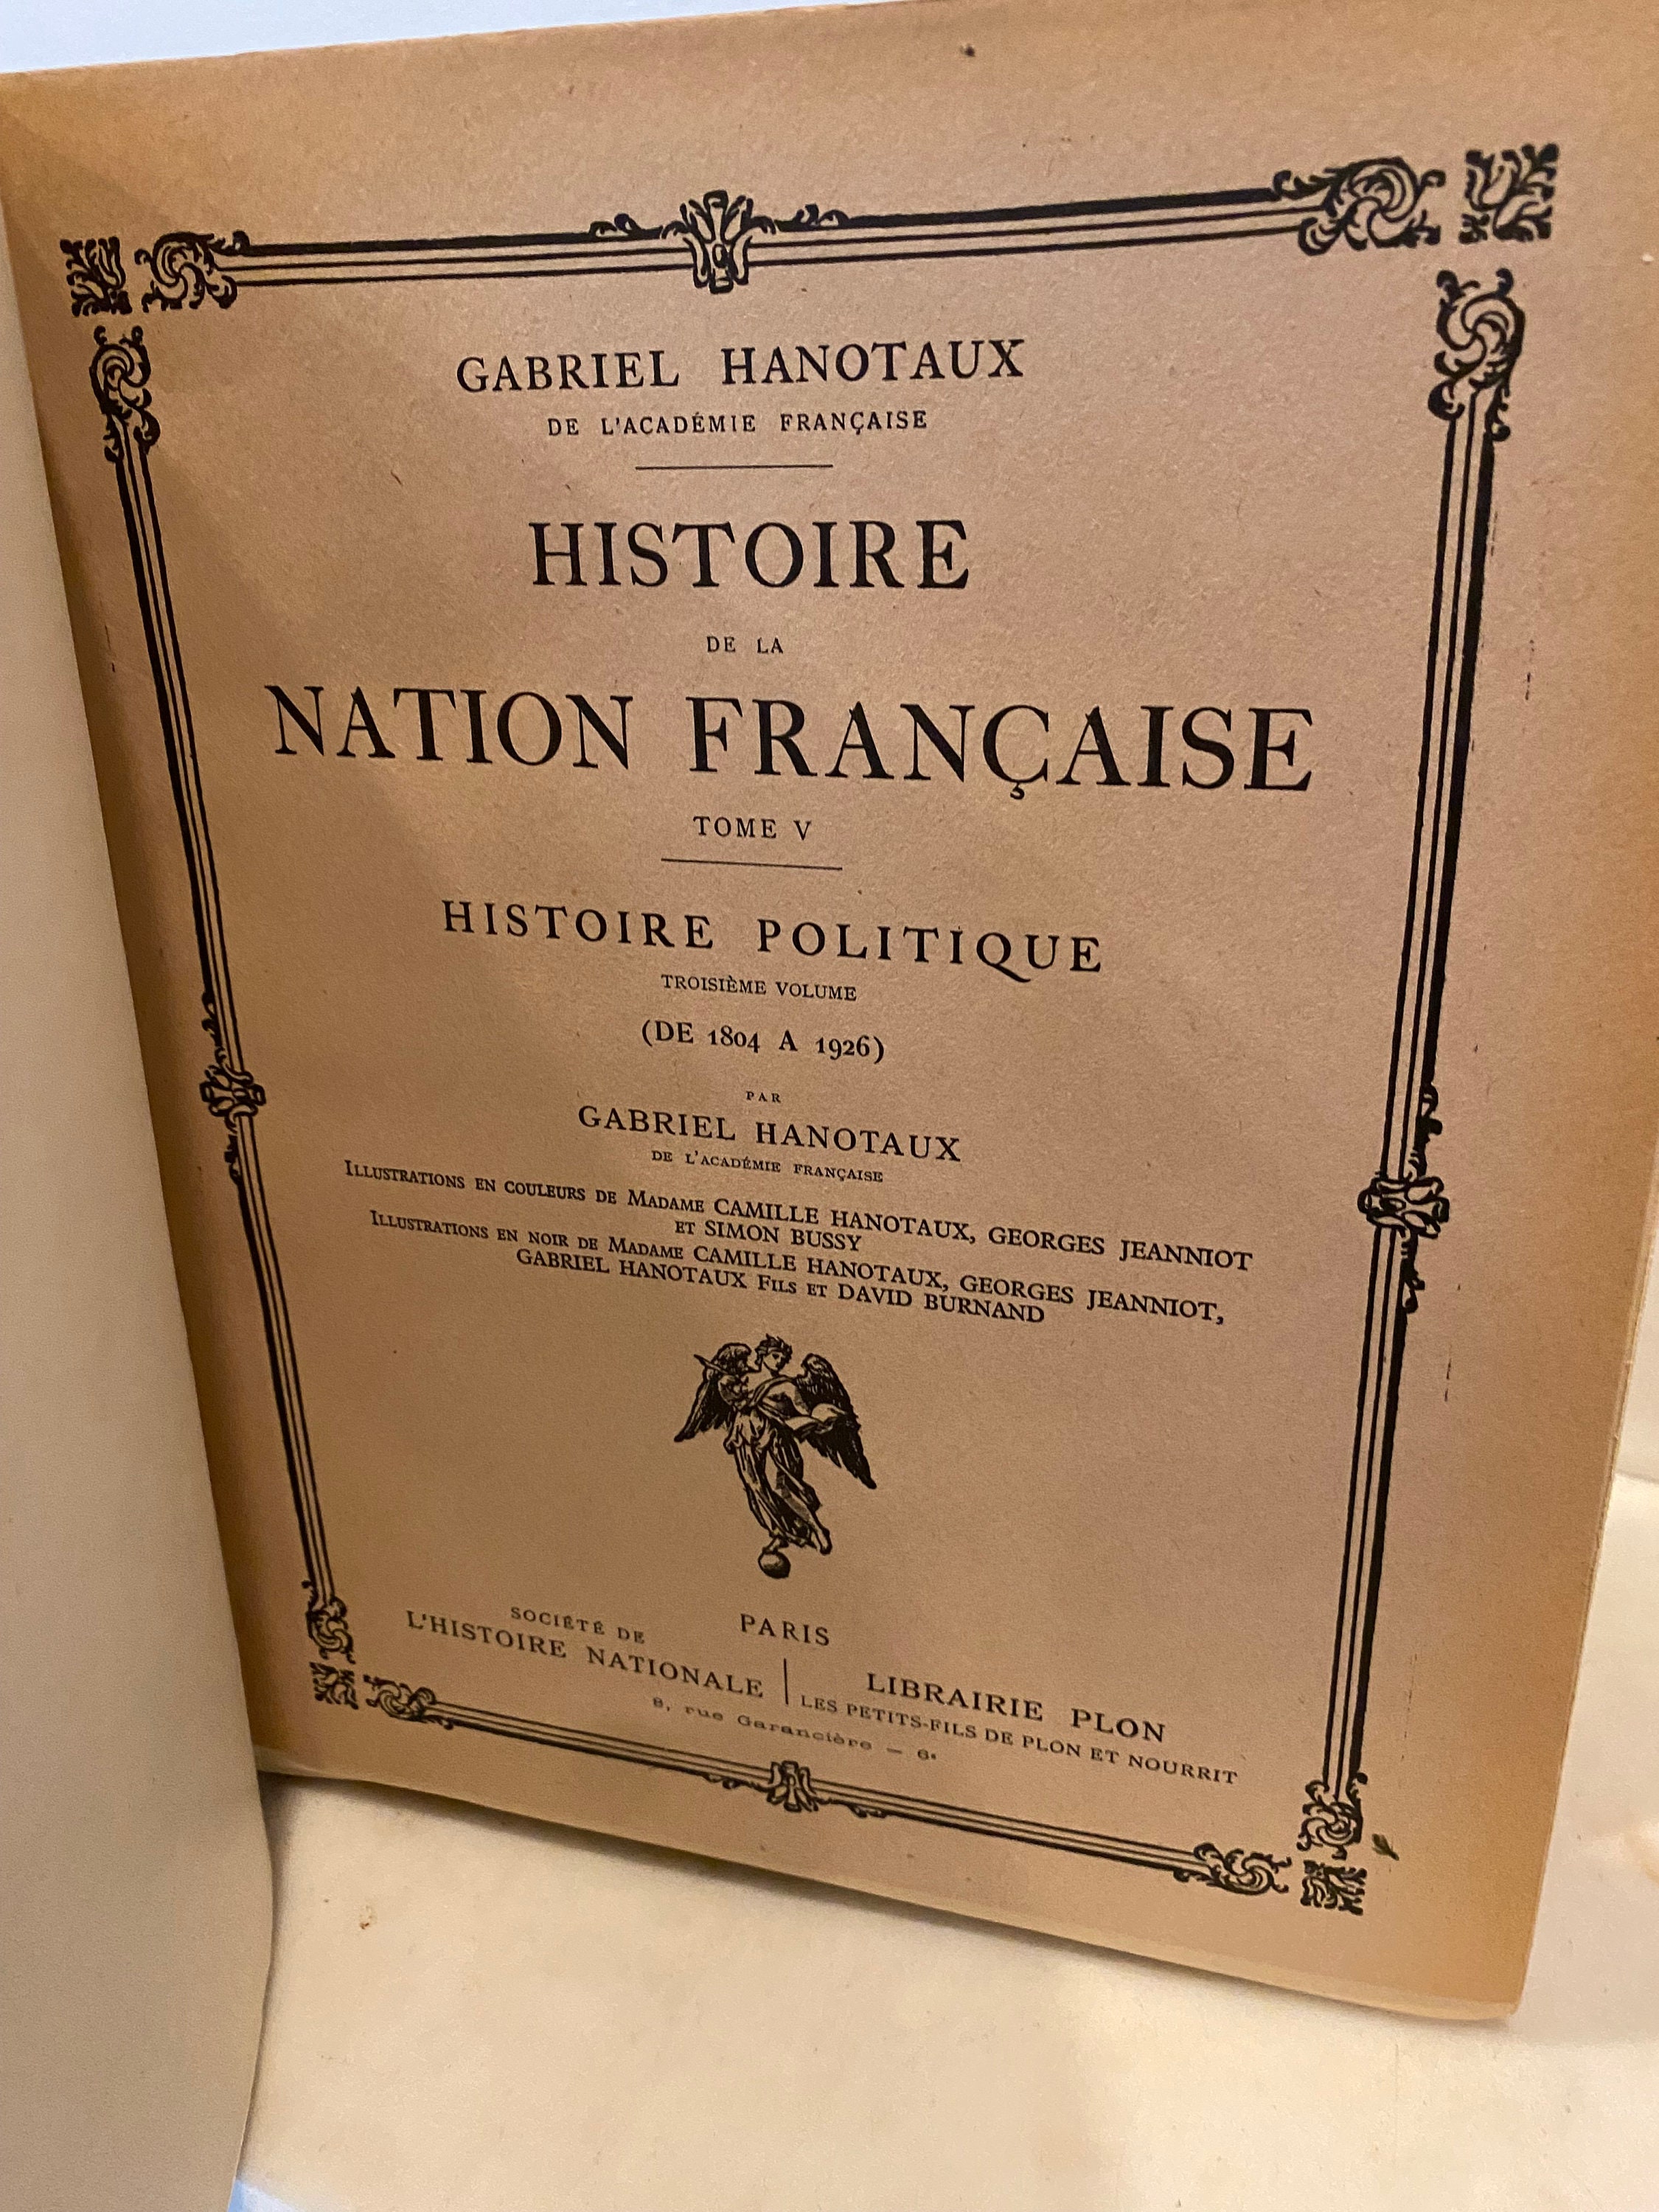 GABRIEL HANOTAUX
DE L'ACADÉMIE FRANÇAISE
HISTOIRE
DE LA
NATION FRANÇAISE
TOME V
HISTOIRE POLITIQUE
TROISIÈME VOLUME
(DE 1804 A 1926)
PAR
GABRIEL HANOTAUX
DE L'ACADÉMIE FRANÇAISE
ILLUSTRATIONS EN COULEURS DE MADAME CAMILLE HANOTAUX, GEORGES JEANNIOT
ET SIMON BUSSY
ILLUSTRATIONS EN NOIR DE MADAME CAMILLE HANOTAUX, GEORGES JEANNIOT,
GABRIEL HANOTAUX FILS ET DAVID BURNAND
PARIS
SOCIÉTÉ DE
L'HISTOIRE NATIONALE
LIBRAIRIE PLON
LES PETITS-FILS DE PLON ET NOURRIT
8, rue Garancière — 6e